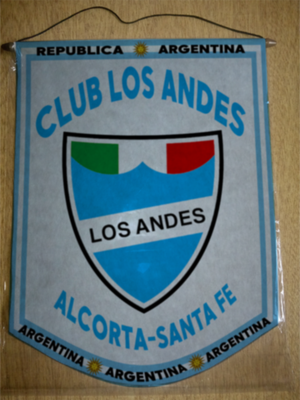 REPUBLICA ARGENTINA
CLUB LOS ANDES
LOS ANDES
ALCORTA-SANTA FE
ARGENTINA ARGENTINA ARGENTINA